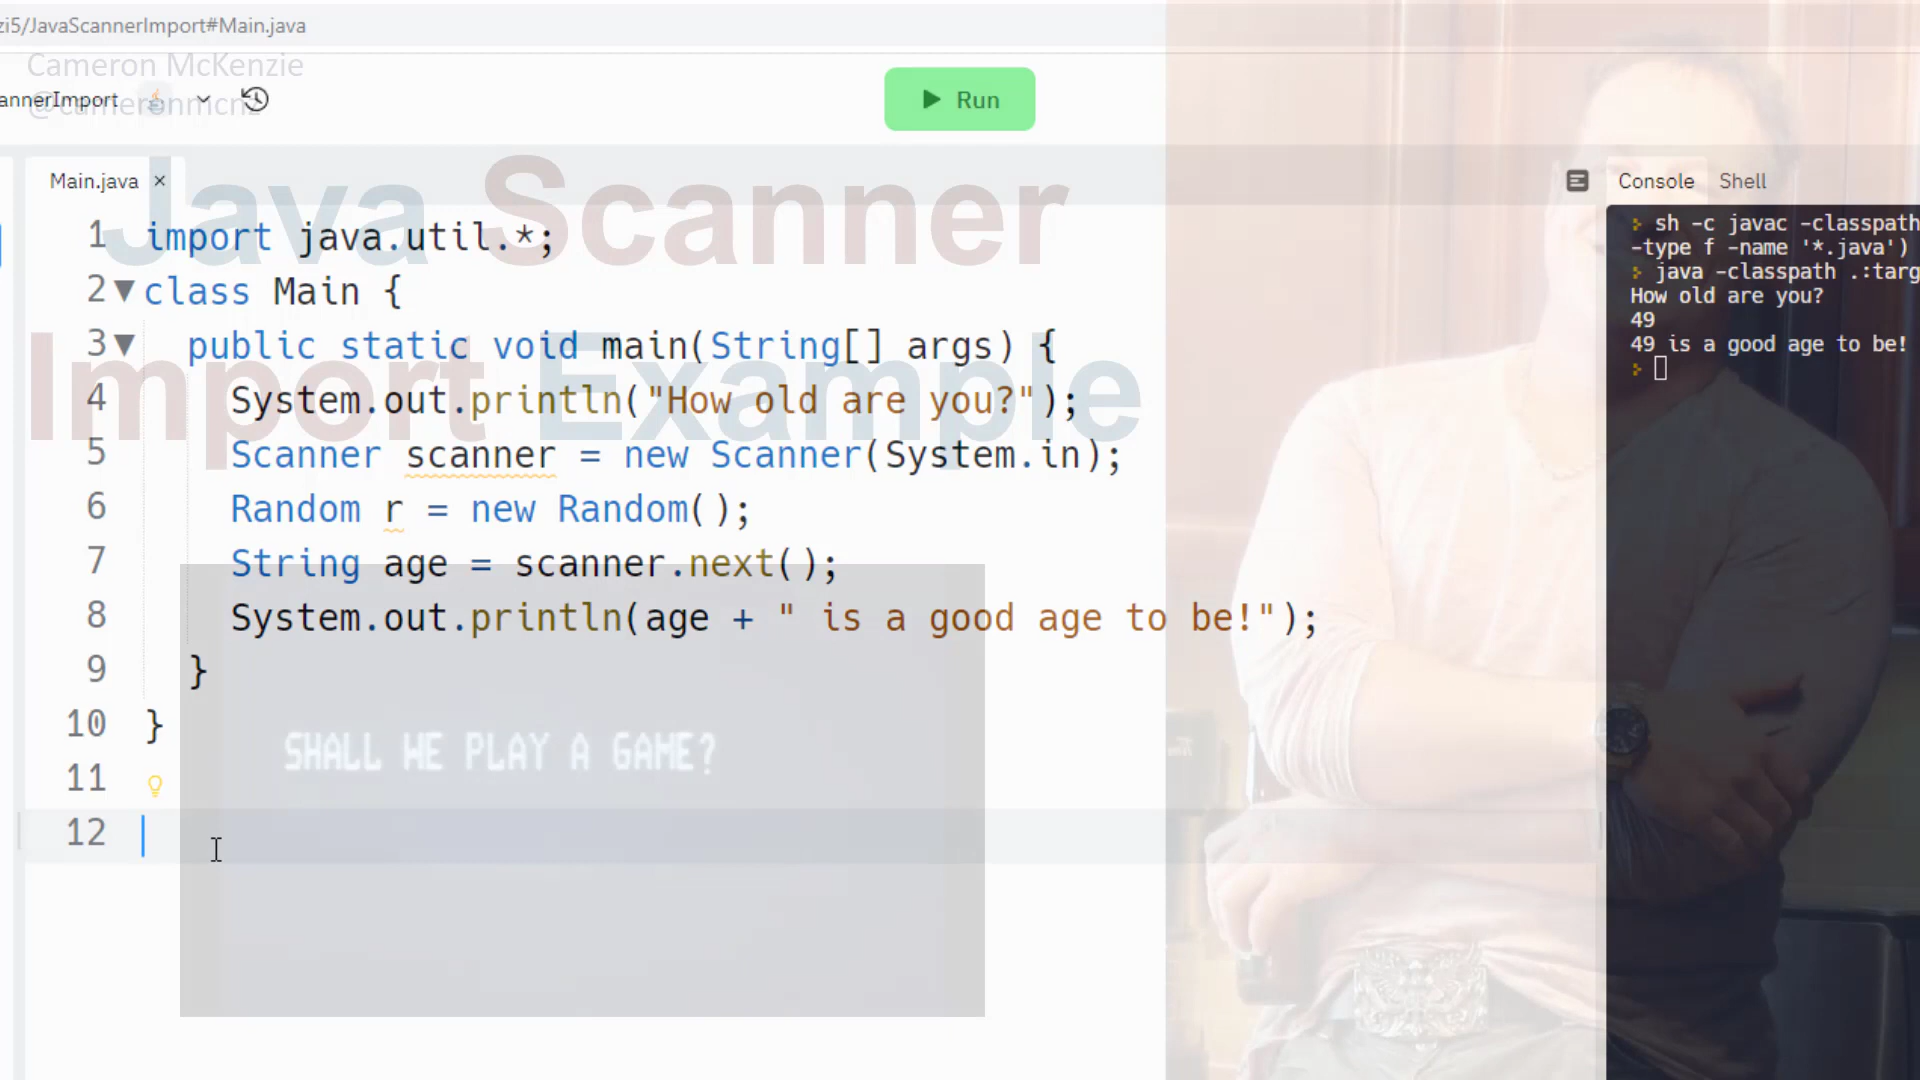 zi5/JavaScannerImport#Main.java
Cameron McKenzie
@cameronmcnz
annerImport
Run
Main.java ×
Console Shell
Java Scanner
Import Example
1 import java.util.*;
2 class Main {
3 public static void main(String[] args) {
4 System.out.println("How old are you?");
5 Scanner scanner = new Scanner(System.in);
6 Random r = new Random();
7 String age = scanner.next();
8 System.out.println(age + " is a good age to be!");
9 }
10 }
11
12
SHALL WE PLAY A GAME?
sh -c javac -classpath
-type f -name '*.java')
java -classpath .:targ
How old are you?
49
49 is a good age to be!